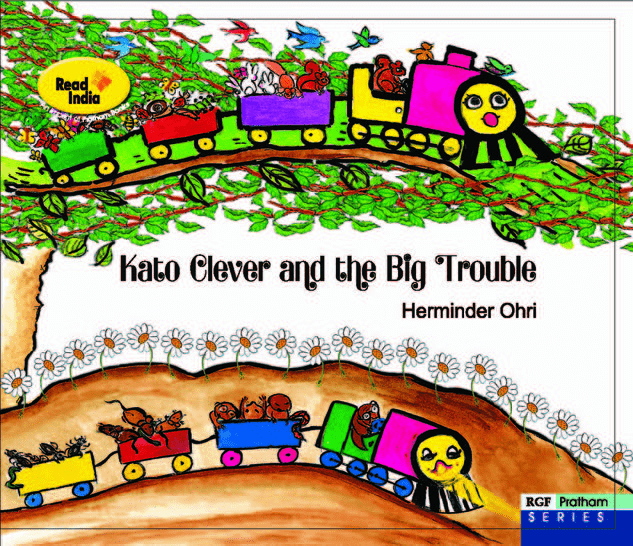 Read
India
Kato Clever and the Big Trouble
Herminder Ohri
RGF Pratham
SERIES